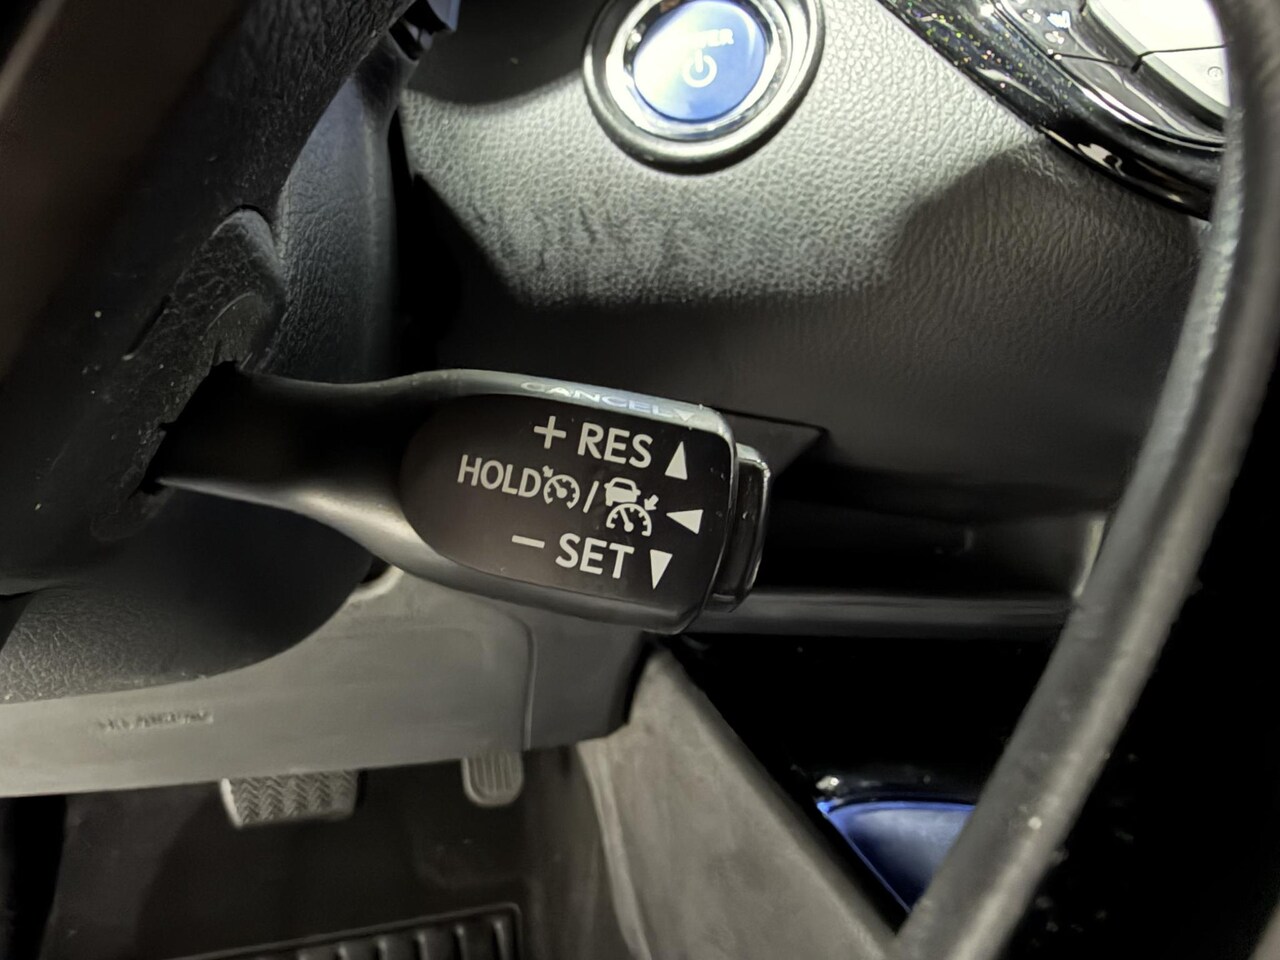 CANCEL
+ RES
HOLD /
− SET